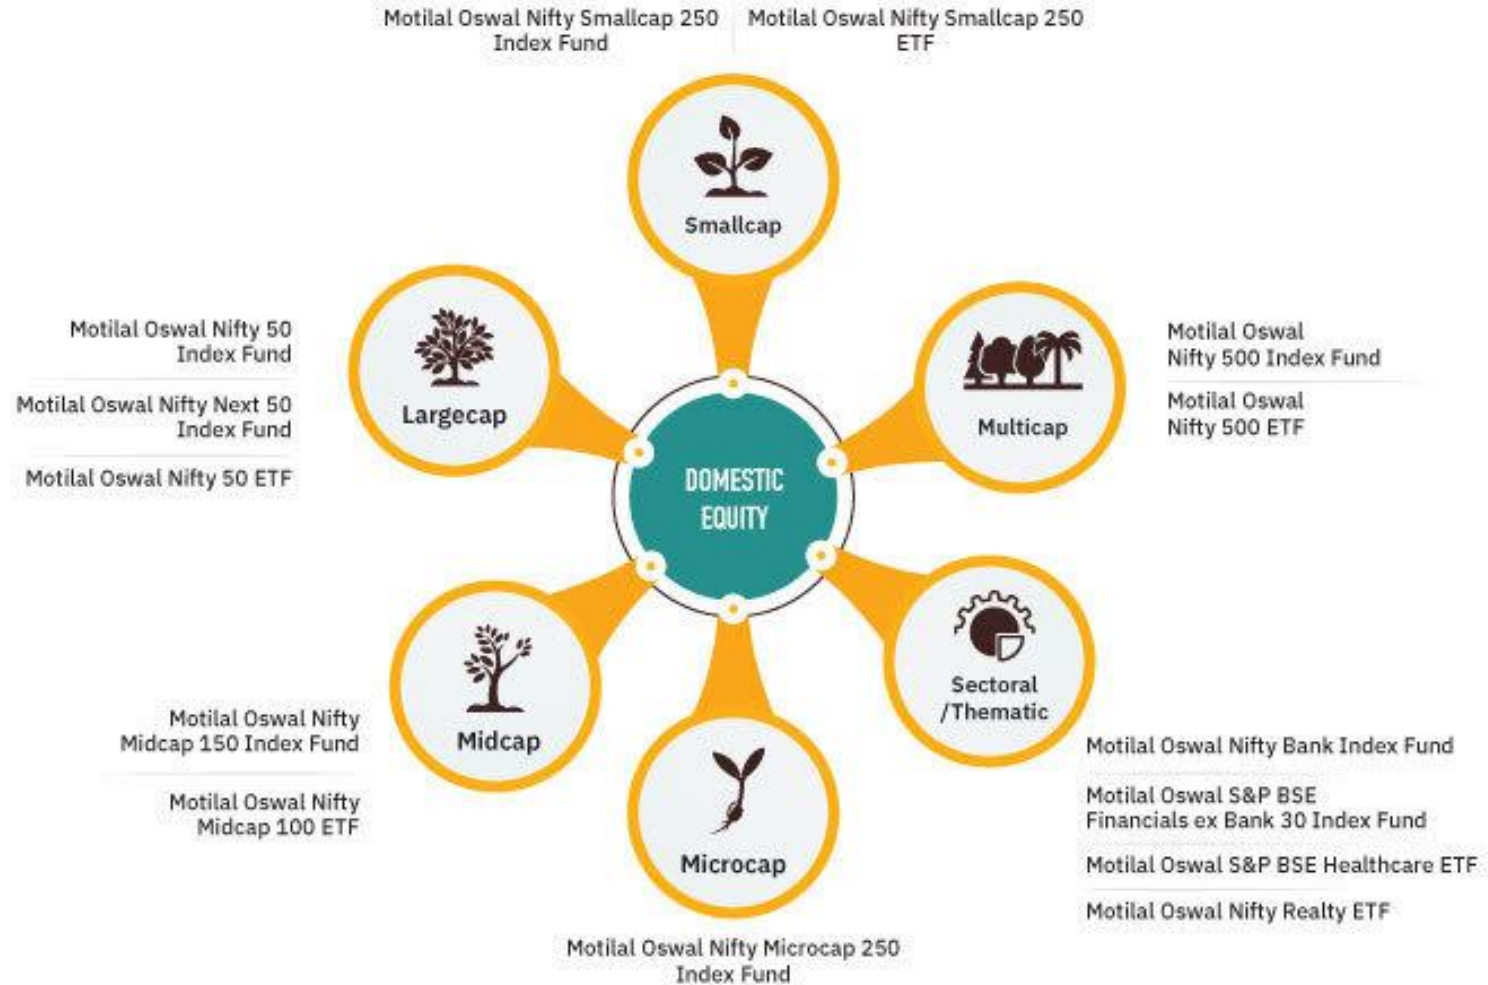 Motilal Oswal Nifty Smallcap 250
Index Fund
Motilal Oswal Nifty Smallcap 250
ETF
Smallcap
Motilal Oswal Nifty 50
Index Fund
Motilal Oswal Nifty Next 50
Index Fund
Motilal Oswal Nifty 50 ETF
Largecap
Multicap
Motilal Oswal
Nifty 500 Index Fund
Motilal Oswal
Nifty 500 ETF
DOMESTIC
EQUITY
Motilal Oswal Nifty
Midcap 150 Index Fund
Motilal Oswal Nifty
Midcap 100 ETF
Midcap
Sectoral
/Thematic
Motilal Oswal Nifty Bank Index Fund
Motilal Oswal S&P BSE
Financials ex Bank 30 Index Fund
Motilal Oswal S&P BSE Healthcare ETF
Motilal Oswal Nifty Realty ETF
Microcap
Motilal Oswal Nifty Microcap 250
Index Fund